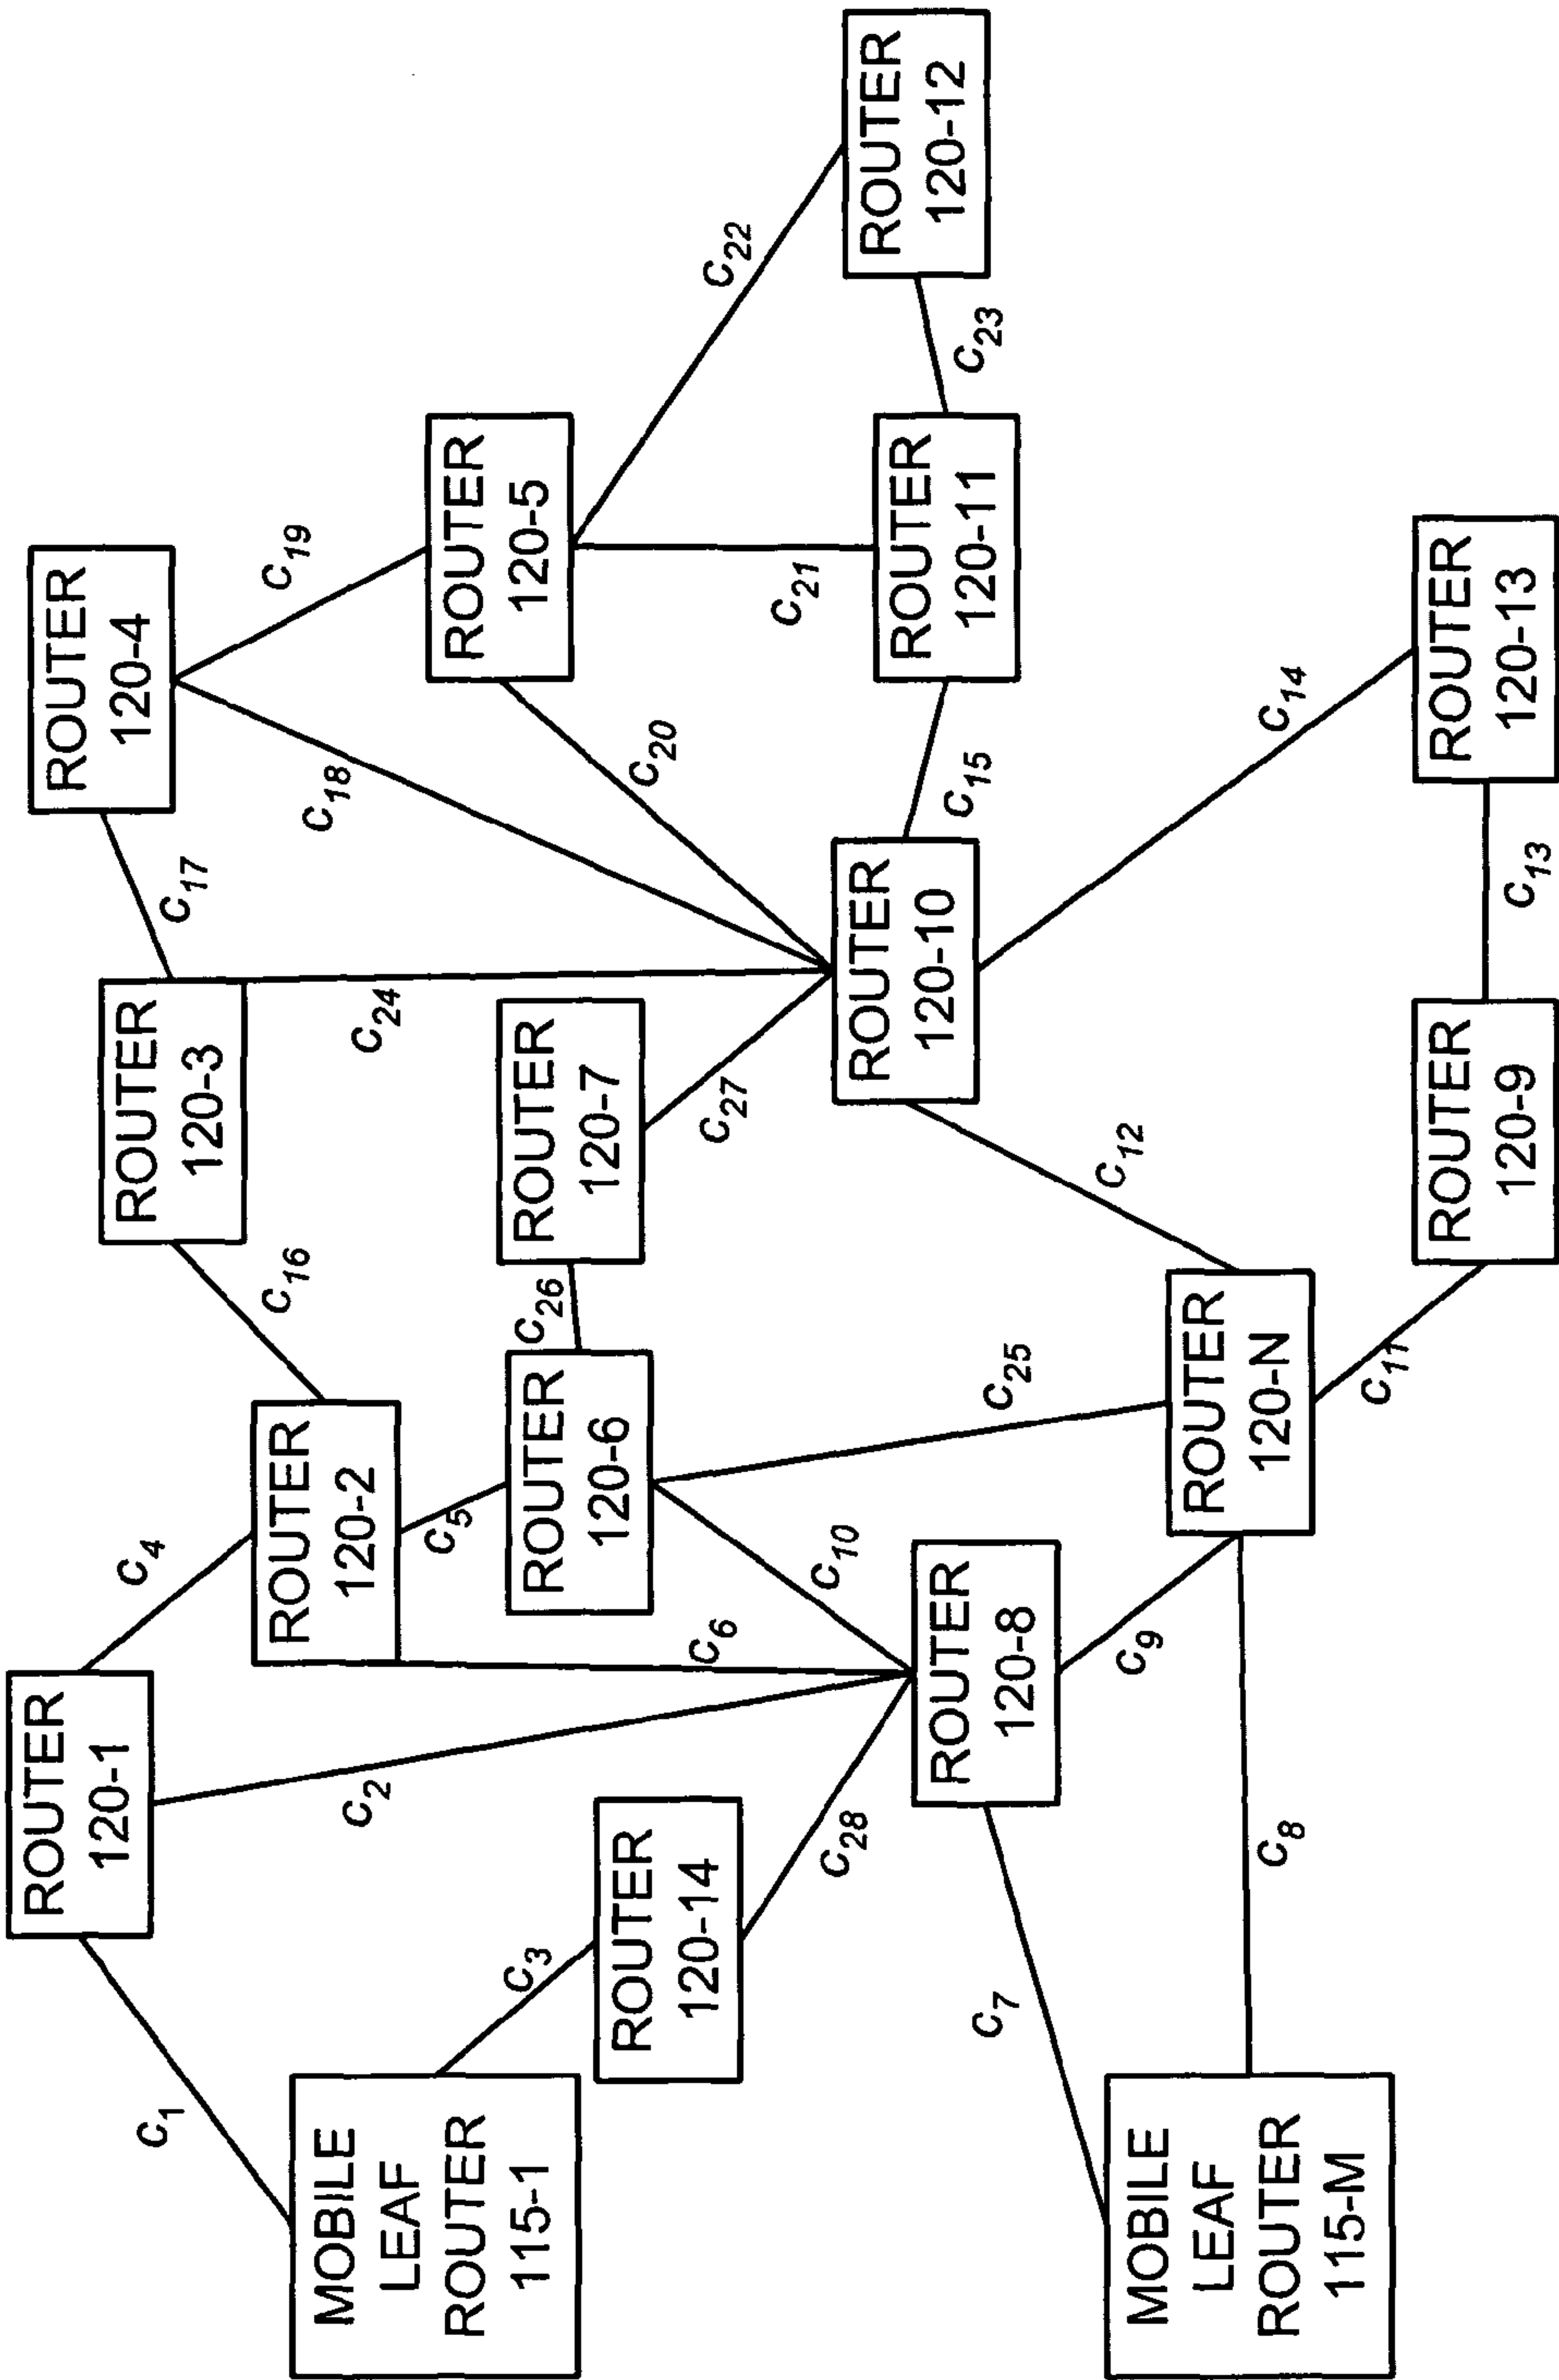 ROUTER
120-4
C19
ROUTER
120-5
C22
ROUTER
120-12
C17
C18
C20
C21
C23
ROUTER
120-11
ROUTER
120-3
C24
C15
C14
ROUTER
120-13
ROUTER
120-7
C27
ROUTER
120-10
C16
C26
C12
C13
ROUTER
120-9
ROUTER
120-2
C4
C5
ROUTER
120-6
C25
ROUTER
120-N
C11
ROUTER
120-1
C2
C6
C10
ROUTER
120-8
C9
C1
C3
ROUTER
120-14
C28
C7
C8
MOBILE
LEAF
ROUTER
115-1
MOBILE
LEAF
ROUTER
115-M